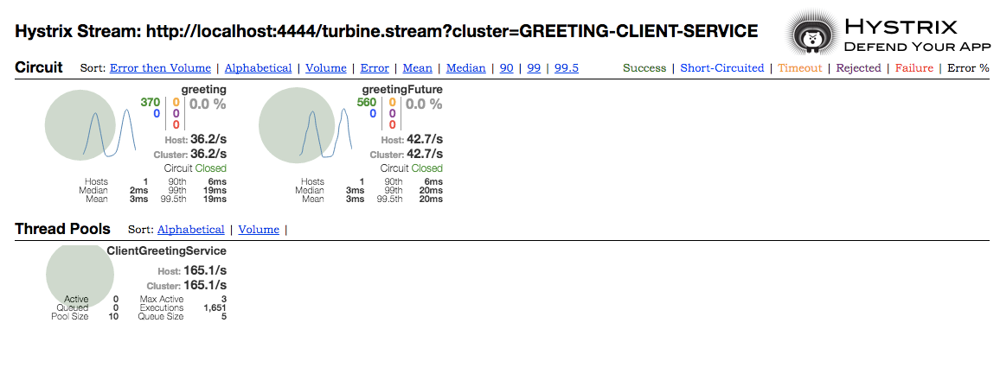 Hystrix Stream: http://localhost:4444/turbine.stream?cluster=GREETING-CLIENT-SERVICE
HYSTRIX
DEFEND YOUR APP
Circuit Sort: Error then Volume | Alphabetical | Volume | Error | Mean | Median | 90 | 99 | 99.5 Success | Short-Circuited | Timeout | Rejected | Failure | Error %
greeting
370 0 0.0 %
0 0
0
Host: 36.2/s
Cluster: 36.2/s
Circuit Closed
Hosts 1 90th 6ms
Median 2ms 99th 19ms
Mean 3ms 99.5th 19ms
greetingFuture
560 0 0.0 %
0 0
0
Host: 42.7/s
Cluster: 42.7/s
Circuit Closed
Hosts 1 90th 6ms
Median 3ms 99th 20ms
Mean 3ms 99.5th 20ms
Thread Pools Sort: Alphabetical | Volume |
ClientGreetingService
Host: 165.1/s
Cluster: 165.1/s
Active 0 Max Active 3
Queued 0 Executions 1,651
Pool Size 10 Queue Size 5